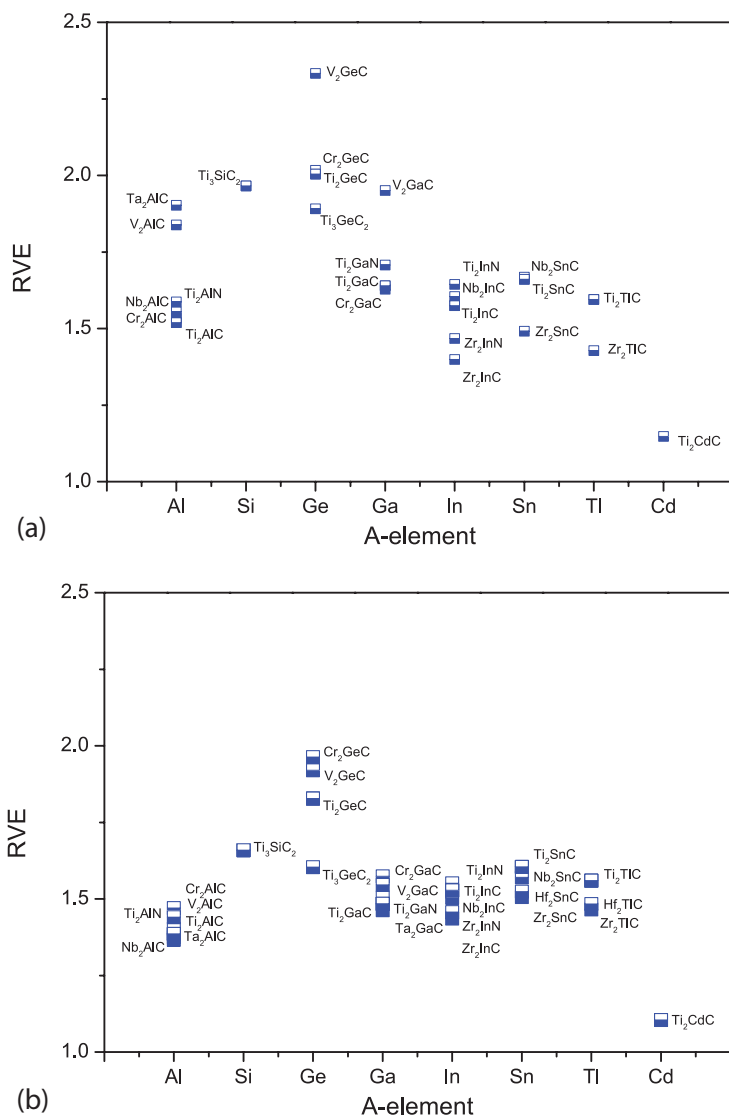 2.5
V₂GeC
Cr₂GeC
Ti₂GeC
2.0
Ti₃SiC₂
V₂GaC
Ta₂AlC
Ti₃GeC₂
V₂AlC
RVE
Ti₂GaN
Ti₂InN
Nb₂SnC
Ti₂AlN
Ti₂GaC
Nb₂InC
Ti₂SnC
Ti₂TlC
Nb₂AlC
Cr₂GaC
Cr₂AlC
Ti₂InC
1.5
Ti₂AlC
Zr₂InN
Zr₂SnC
Zr₂TlC
Zr₂InC
Ti₂CdC
1.0
Al Si Ge Ga In Sn Tl Cd
(a)
A-element
2.5
2.0
Cr₂GeC
V₂GeC
Ti₂GeC
RVE
Ti₃SiC₂
Ti₃GeC₂
Cr₂GaC
Ti₂InN
Ti₂SnC
Ti₂TlC
Cr₂AlC
V₂GaC
Ti₂InC
Nb₂SnC
1.5
V₂AlC
Ti₂AlN
Ti₂GaC
Ti₂GaN
Nb₂InC
Hf₂SnC
Hf₂TlC
Ti₂AlC
Ta₂GaC
Zr₂InN
Zr₂SnC
Zr₂TlC
Nb₂AlC
Ta₂AlC
Zr₂InC
Ti₂CdC
1.0
Al Si Ge Ga In Sn Tl Cd
(b)
A-element